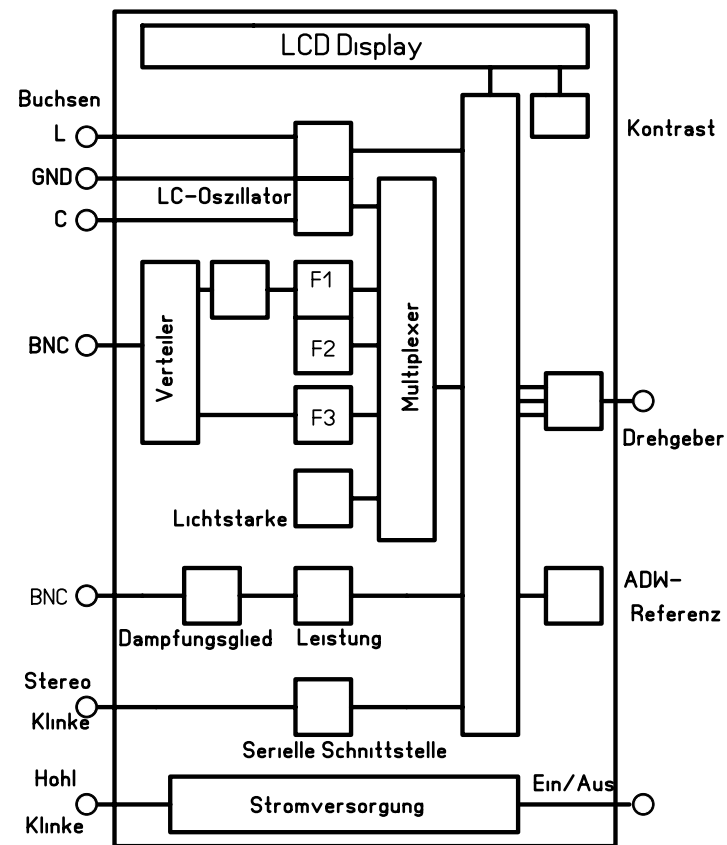 LCD Display
Buchsen
Kontrast
L
GND
LC-Oszillator
C
F1
BNC
Verteiler
F2
Multiplexer
F3
Drehgeber
Lichtstarke
BNC
ADW-
Referenz
Dampfungsglied
Leistung
Stereo
Klinke
Serielle Schnittstelle
Hohl
Klinke
Stromversorgung
Ein/Aus